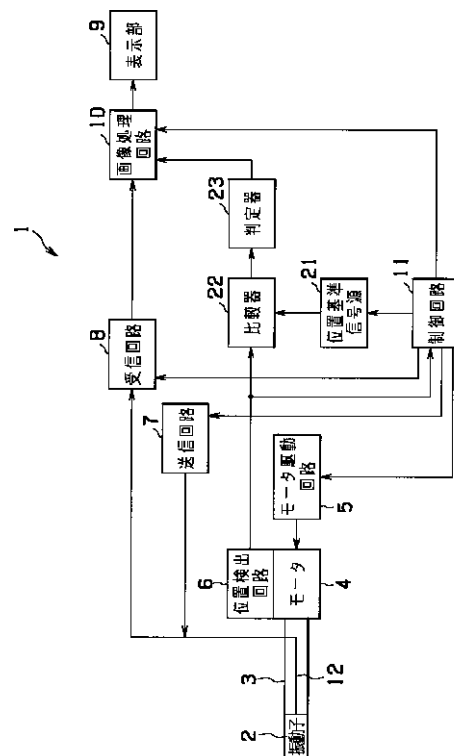 1
9
表示部
10
画像処理
回路
23
判定器
8
受信回路
22
比較器
21
位置基準
信号源
11
制御回路
7
送信回路
モータ駆動
回路
5
6
位置検出
回路
モータ
4
3
12
2
振動子